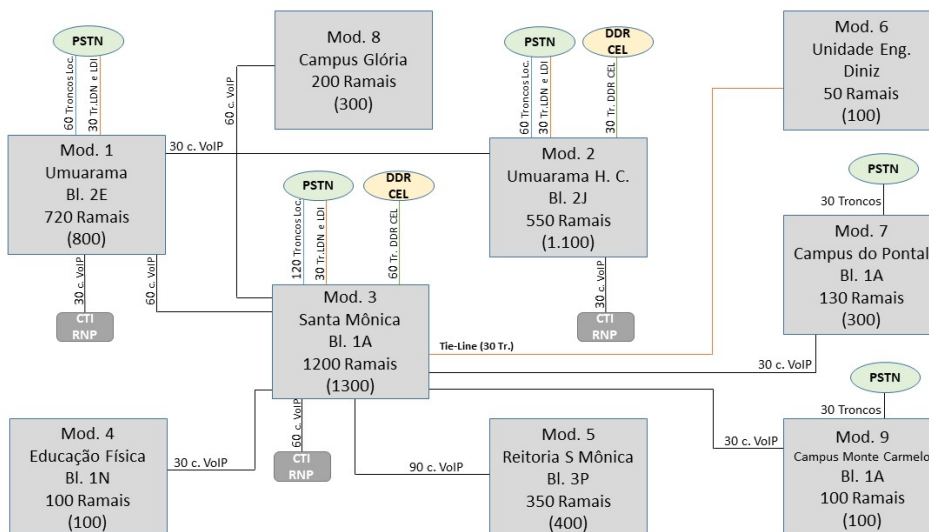 PSTN
60 Troncos Loc.
30 Tr.LDN e LDI
Mod. 1
Umuarama
Bl. 2E
720 Ramais
(800)
30 c. VoIP
CTI
RNP
60 c. VoIP
30 c. VoIP
Mod. 8
Campus Glória
200 Ramais
(300)
60 c. VoIP
PSTN
60 Troncos Loc.
30 Tr.LDN e LDI
DDR
CEL
30 Tr. DDR CEL
Mod. 2
Umuarama H. C.
Bl. 2J
550 Ramais
(1.100)
30 c. VoIP
CTI
RNP
Mod. 6
Unidade Eng.
Diniz
50 Ramais
(100)
PSTN
30 Troncos
Mod. 7
Campus do Pontal
Bl. 1A
130 Ramais
(300)
30 c. VoIP
PSTN
120 Troncos Loc.
30 Tr.LDN e LDI
DDR
CEL
60 Tr. DDR CEL
Mod. 3
Santa Mônica
Bl. 1A
1200 Ramais
(1300)
Tie-Line (30 Tr.)
60 c. VoIP
CTI
RNP
Mod. 4
Educação Física
Bl. 1N
100 Ramais
(100)
30 c. VoIP
90 c. VoIP
Mod. 5
Reitoria S Mônica
Bl. 3P
350 Ramais
(400)
30 c. VoIP
PSTN
30 Troncos
Mod. 9
Campus Monte Carmelo
Bl. 1A
100 Ramais
(100)